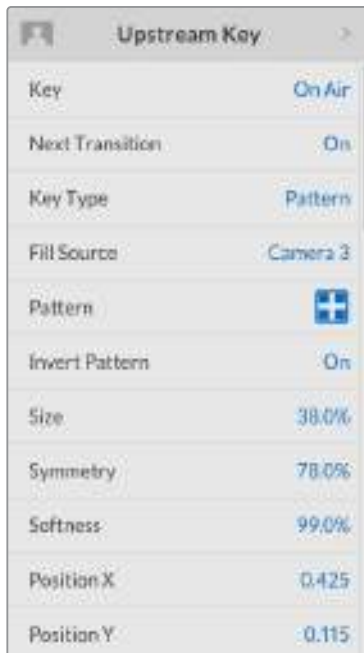 Upstream Key
Key On Air
Next Transition On
Key Type Pattern
Fill Source Camera 3
Pattern
Invert Pattern On
Size 38.0%
Symmetry 78.0%
Softness 99.0%
Position X 0.425
Position Y 0.115